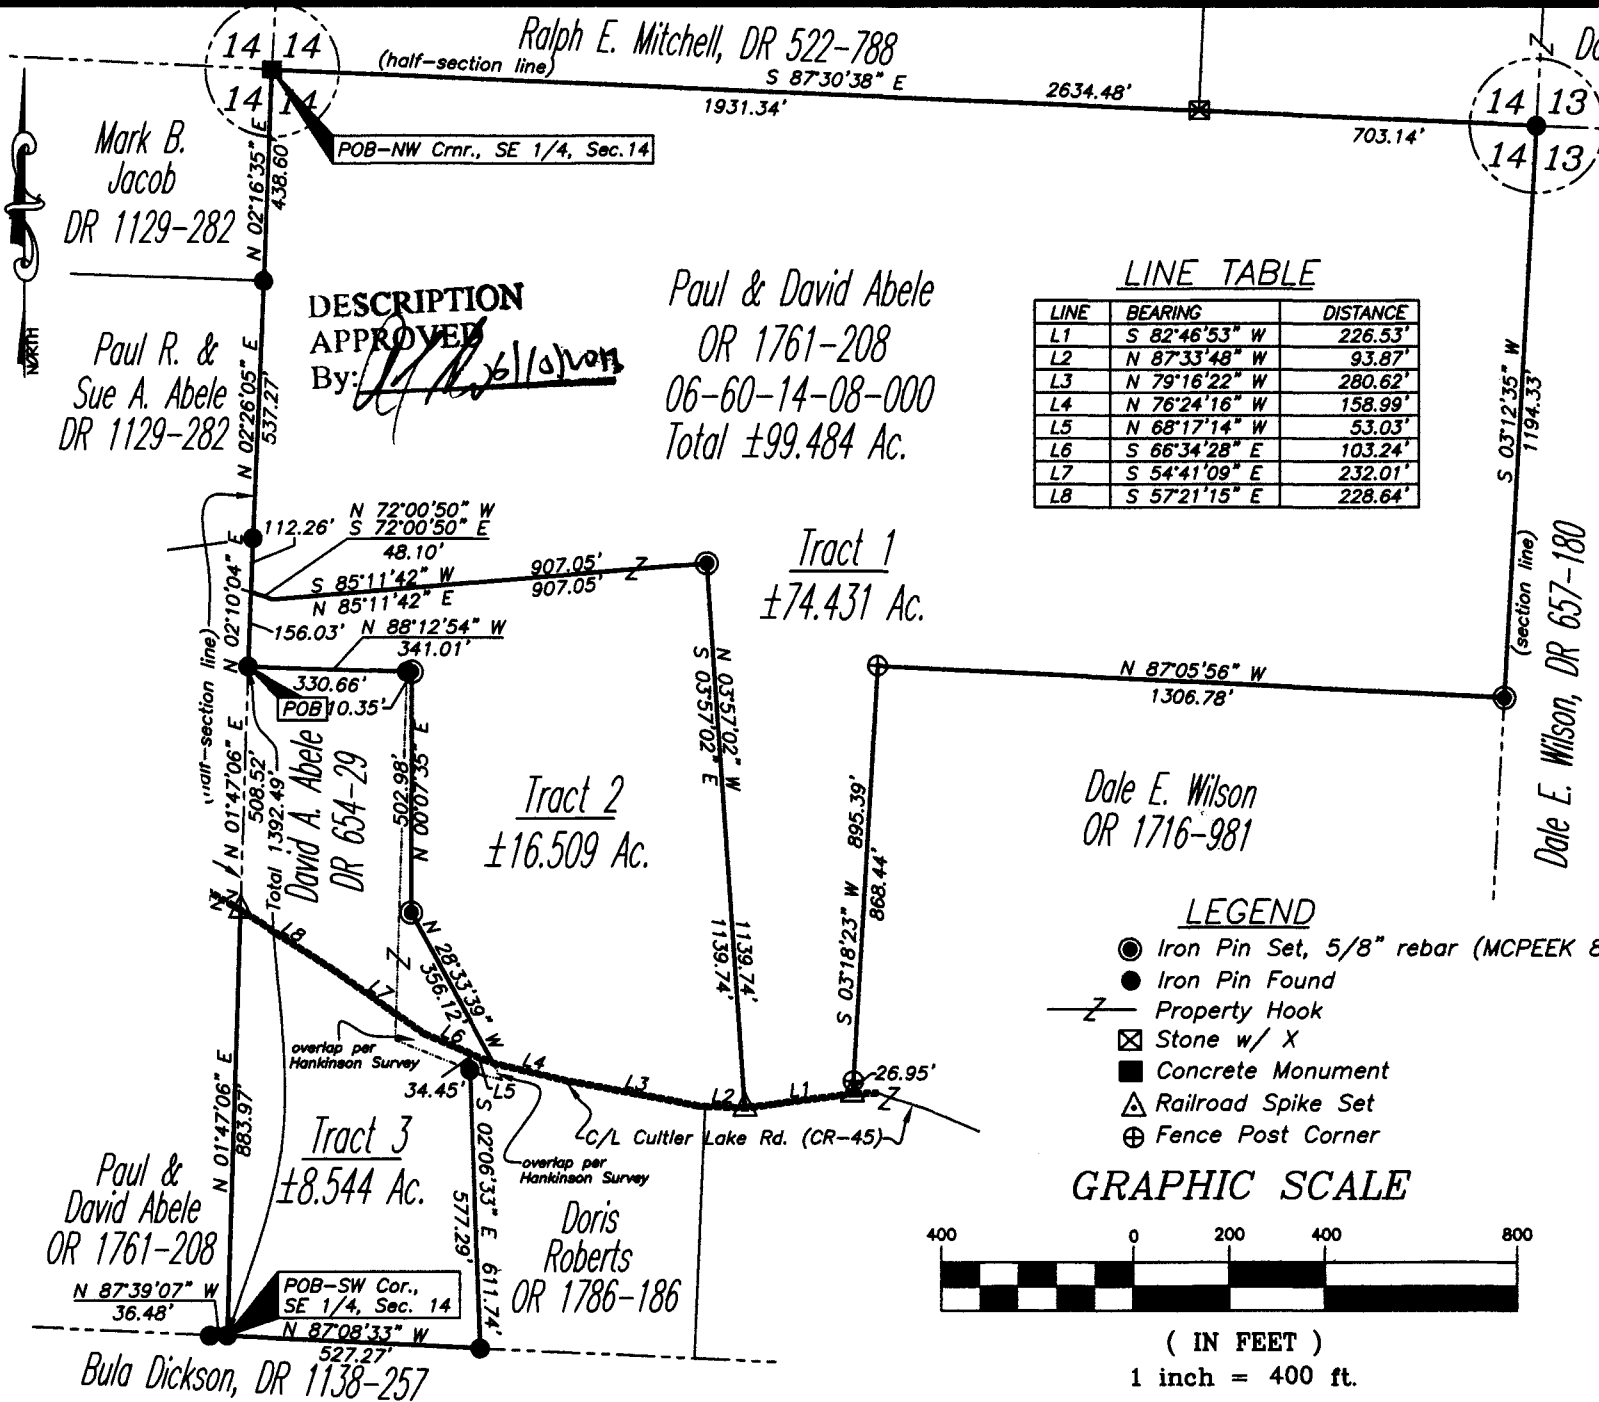 Ralph E. Mitchell, DR 522-788
(half-section line)
S 87°30'38" E
1931.34'
2634.48'
703.14'
Z
14 14
14 14
14 13
14 13
POB-NW Crnr., SE 1/4, Sec.14
Mark B.
Jacob
DR 1129-282
N 02°16'35" E
438.60'
NORTH
Paul R. &
Sue A. Abele
DR 1129-282
N 02°26'05" E
537.27'
DESCRIPTION
APPROVED
By:
Paul & David Abele
OR 1761-208
06-60-14-08-000
Total ±99.484 Ac.
LINE TABLE
LINE BEARING DISTANCE
L1 S 82°46'53" W 226.53'
L2 N 87°33'48" W 93.87'
L3 N 79°16'22" W 280.62'
L4 N 76°24'16" W 158.99'
L5 N 68°17'14" W 53.03'
L6 S 66°34'28" E 103.24'
L7 S 54°41'09" E 232.01'
L8 S 57°21'15" E 228.64'
S 03°12'35" W
1194.33'
(section line)
Dale E. Wilson, DR 657-180
N 72°00'50" W
S 72°00'50" E
48.10'
112.26'
N 02°10'04" E
S 85°11'42" W
907.05'
Z
N 85°11'42" E
907.05'
Tract 1
±74.431 Ac.
156.03'
N 88°12'54" W
341.01'
330.66'
POB
10.35'
half-section line)
N 01°47'06" E
508.52'
Total 1392.49'
David A. Abele
DR 654-29
502.98'
N 00°07'35" E
Tract 2
±16.509 Ac.
N 03°57'02" W
S 03°57'02" E
1139.74'
1139.74'
N 87°05'56" W
1306.78'
895.39'
S 03°18'23" W
868.44'
Dale E. Wilson
OR 1716-981
LEGEND
Iron Pin Set, 5/8" rebar (MCPEEK 8
Iron Pin Found
Z Property Hook
Stone w/ X
Concrete Monument
Railroad Spike Set
Fence Post Corner
Z
L8
L7
L6
Z
N 28°33'39" W
356.12'
overlap per
Hankinson Survey
34.45'
L5
L4
L3
L2
L1
26.95'
Z
C/L Cultler Lake Rd. (CR-45)
overlap per
Hankinson Survey
N 01°47'06" E
883.97'
Tract 3
±8.544 Ac.
S 02°06'33" E
577.29'
611.74'
Doris
Roberts
OR 1786-186
Paul &
David Abele
OR 1761-208
N 87°39'07" W
36.48'
POB-SW Cor.,
SE 1/4, Sec. 14
N 87°08'33" W
527.27'
Bula Dickson, DR 1138-257
GRAPHIC SCALE
400 0 200 400 800
( IN FEET )
1 inch = 400 ft.